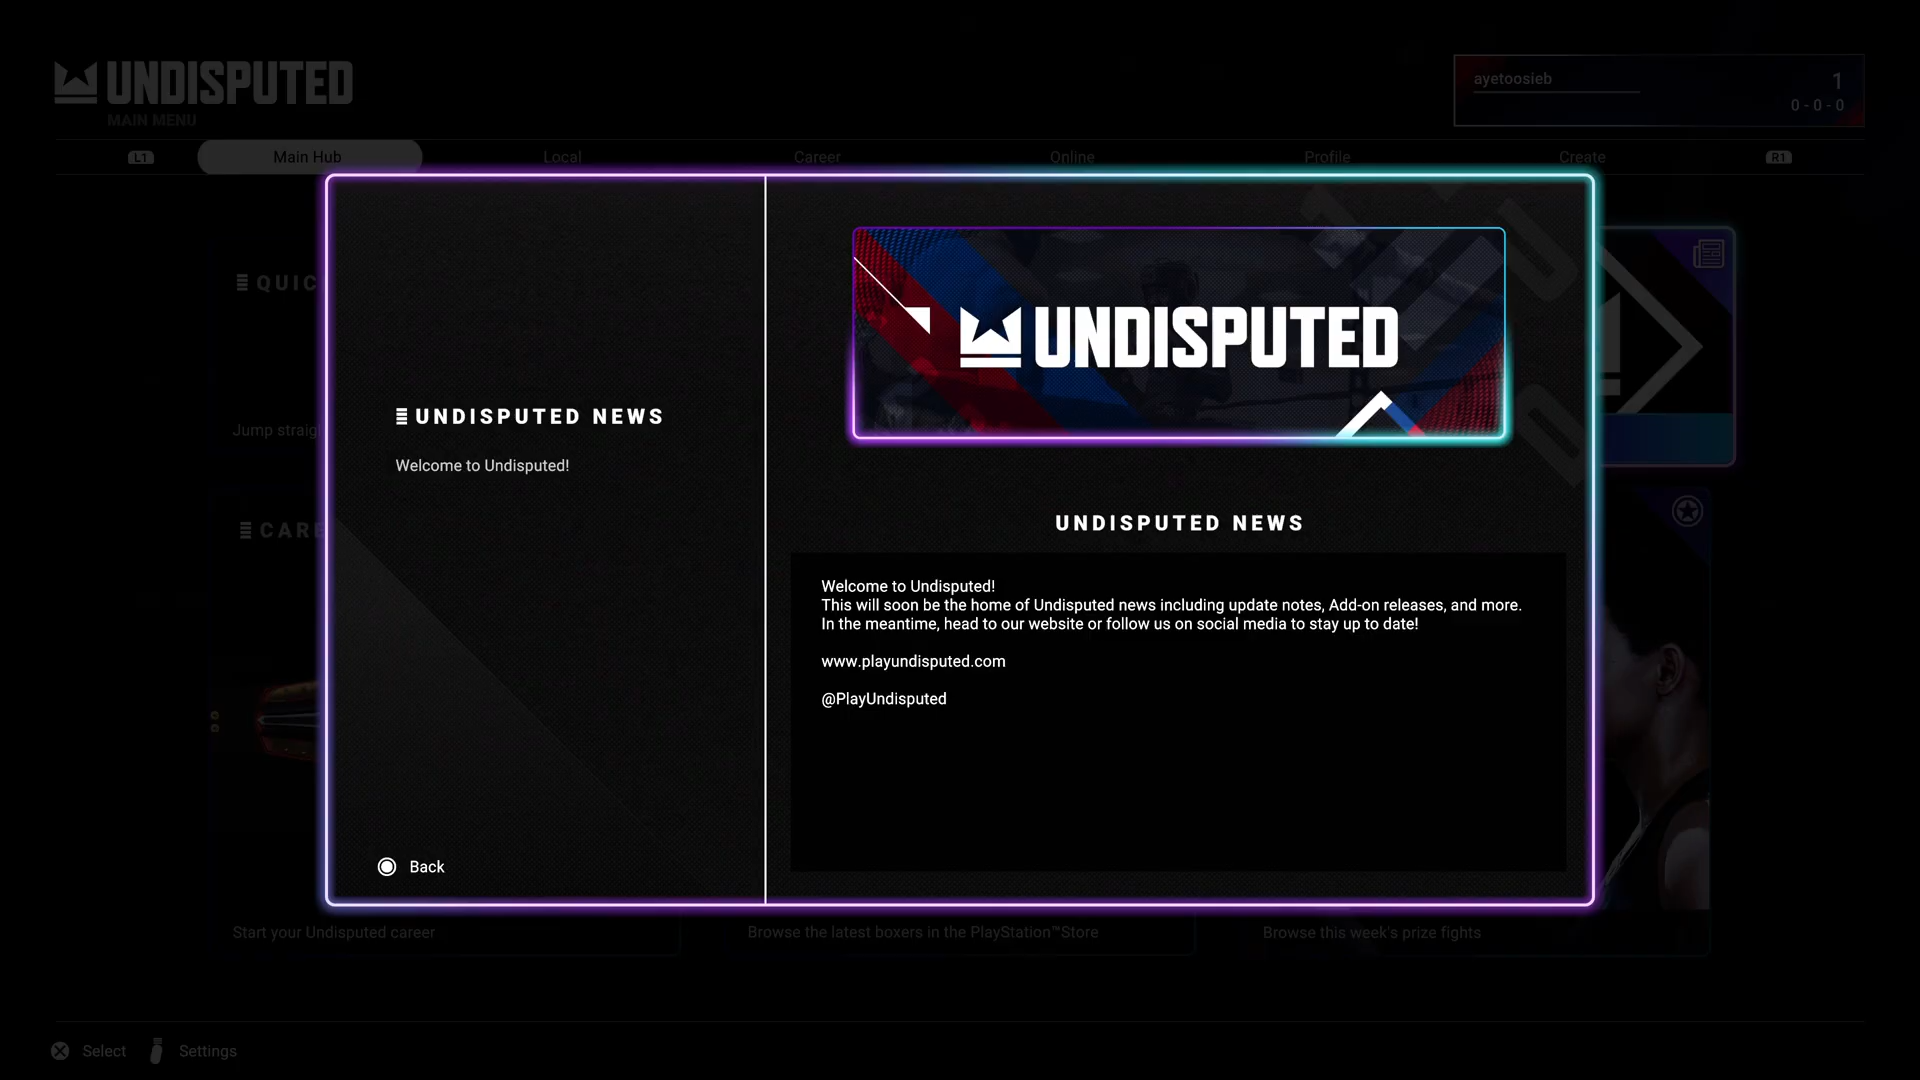 UNDISPUTED
MAIN MENU
ayetoosieb
1
0 - 0 - 0
L1
Main Hub
Local
Career
Online
Profile
Create
R1
QUIC
Jump straig
UNDISPUTED
UNDISPUTED NEWS
Welcome to Undisputed!
UNDISPUTED NEWS
Welcome to Undisputed!
This will soon be the home of Undisputed news including update notes, Add-on releases, and more.
In the meantime, head to our website or follow us on social media to stay up to date!
www.playundisputed.com
@PlayUndisputed
CARE
Back
Start your Undisputed career
Browse the latest boxers in the PlayStation™Store
Browse this week's prize fights
Select
Settings